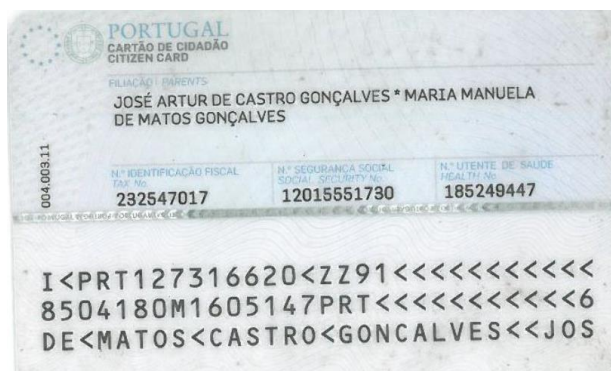 PORTUGAL
CARTÃO DE CIDADÃO
CITIZEN CARD
FILIAÇÃO / PARENTS
JOSÉ ARTUR DE CASTRO GONÇALVES * MARIA MANUELA
DE MATOS GONÇALVES
004.003.11
N.º IDENTIFICAÇÃO FISCAL
TAX No.
232547017
N.º SEGURANÇA SOCIAL
SOCIAL SECURITY No.
12015551730
N.º UTENTE DE SAÚDE
HEALTH No.
185249447
I<PRT127316620<ZZ91<<<<<<<<<<<
8504180M1605147PRT<<<<<<<<<<<6
DE<MATOS<CASTRO<GONCALVES<<JOS